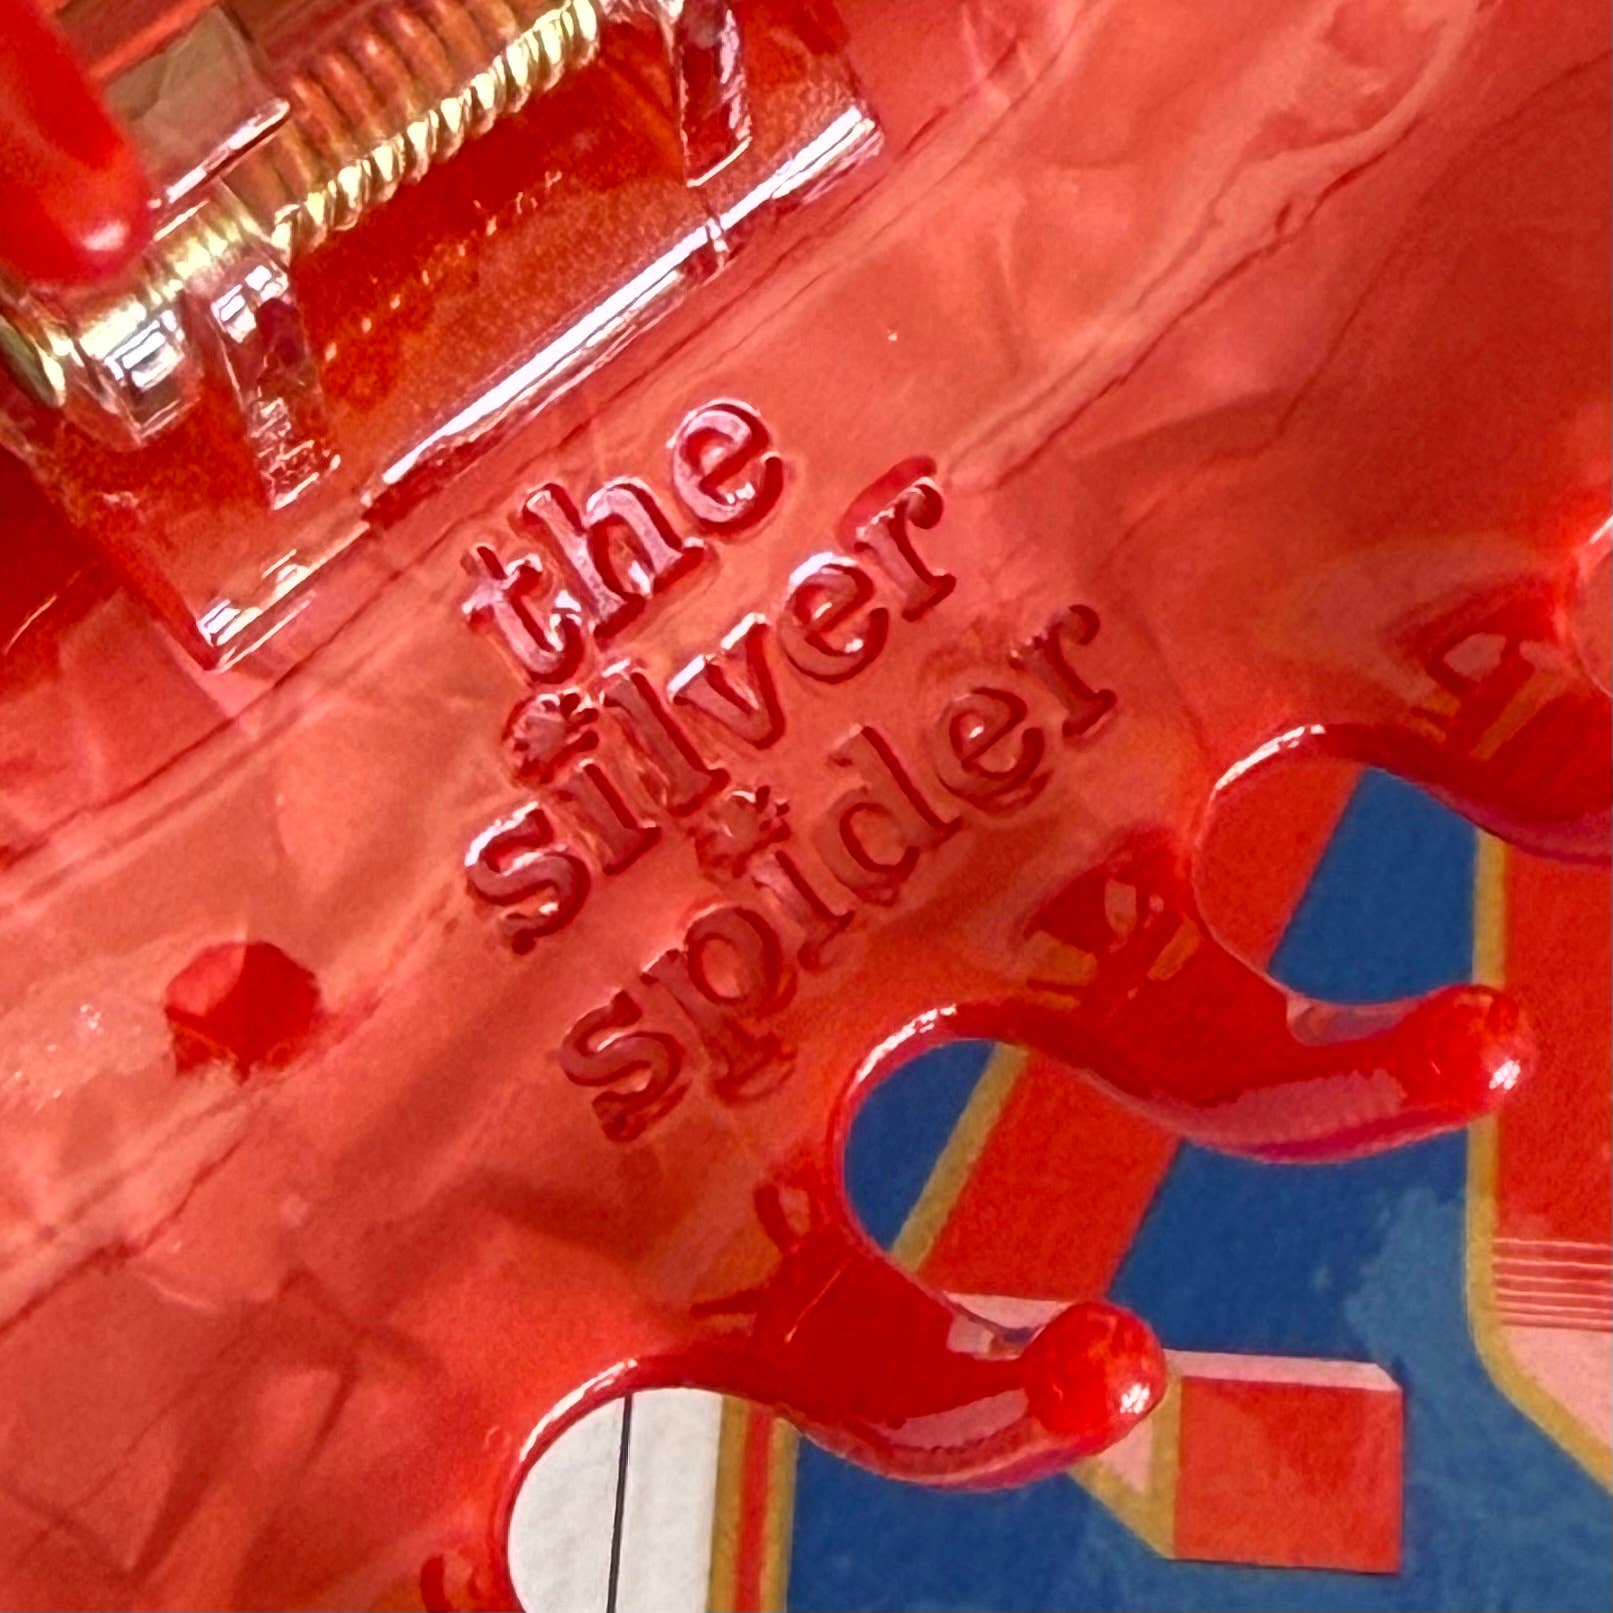 the
silver
spider